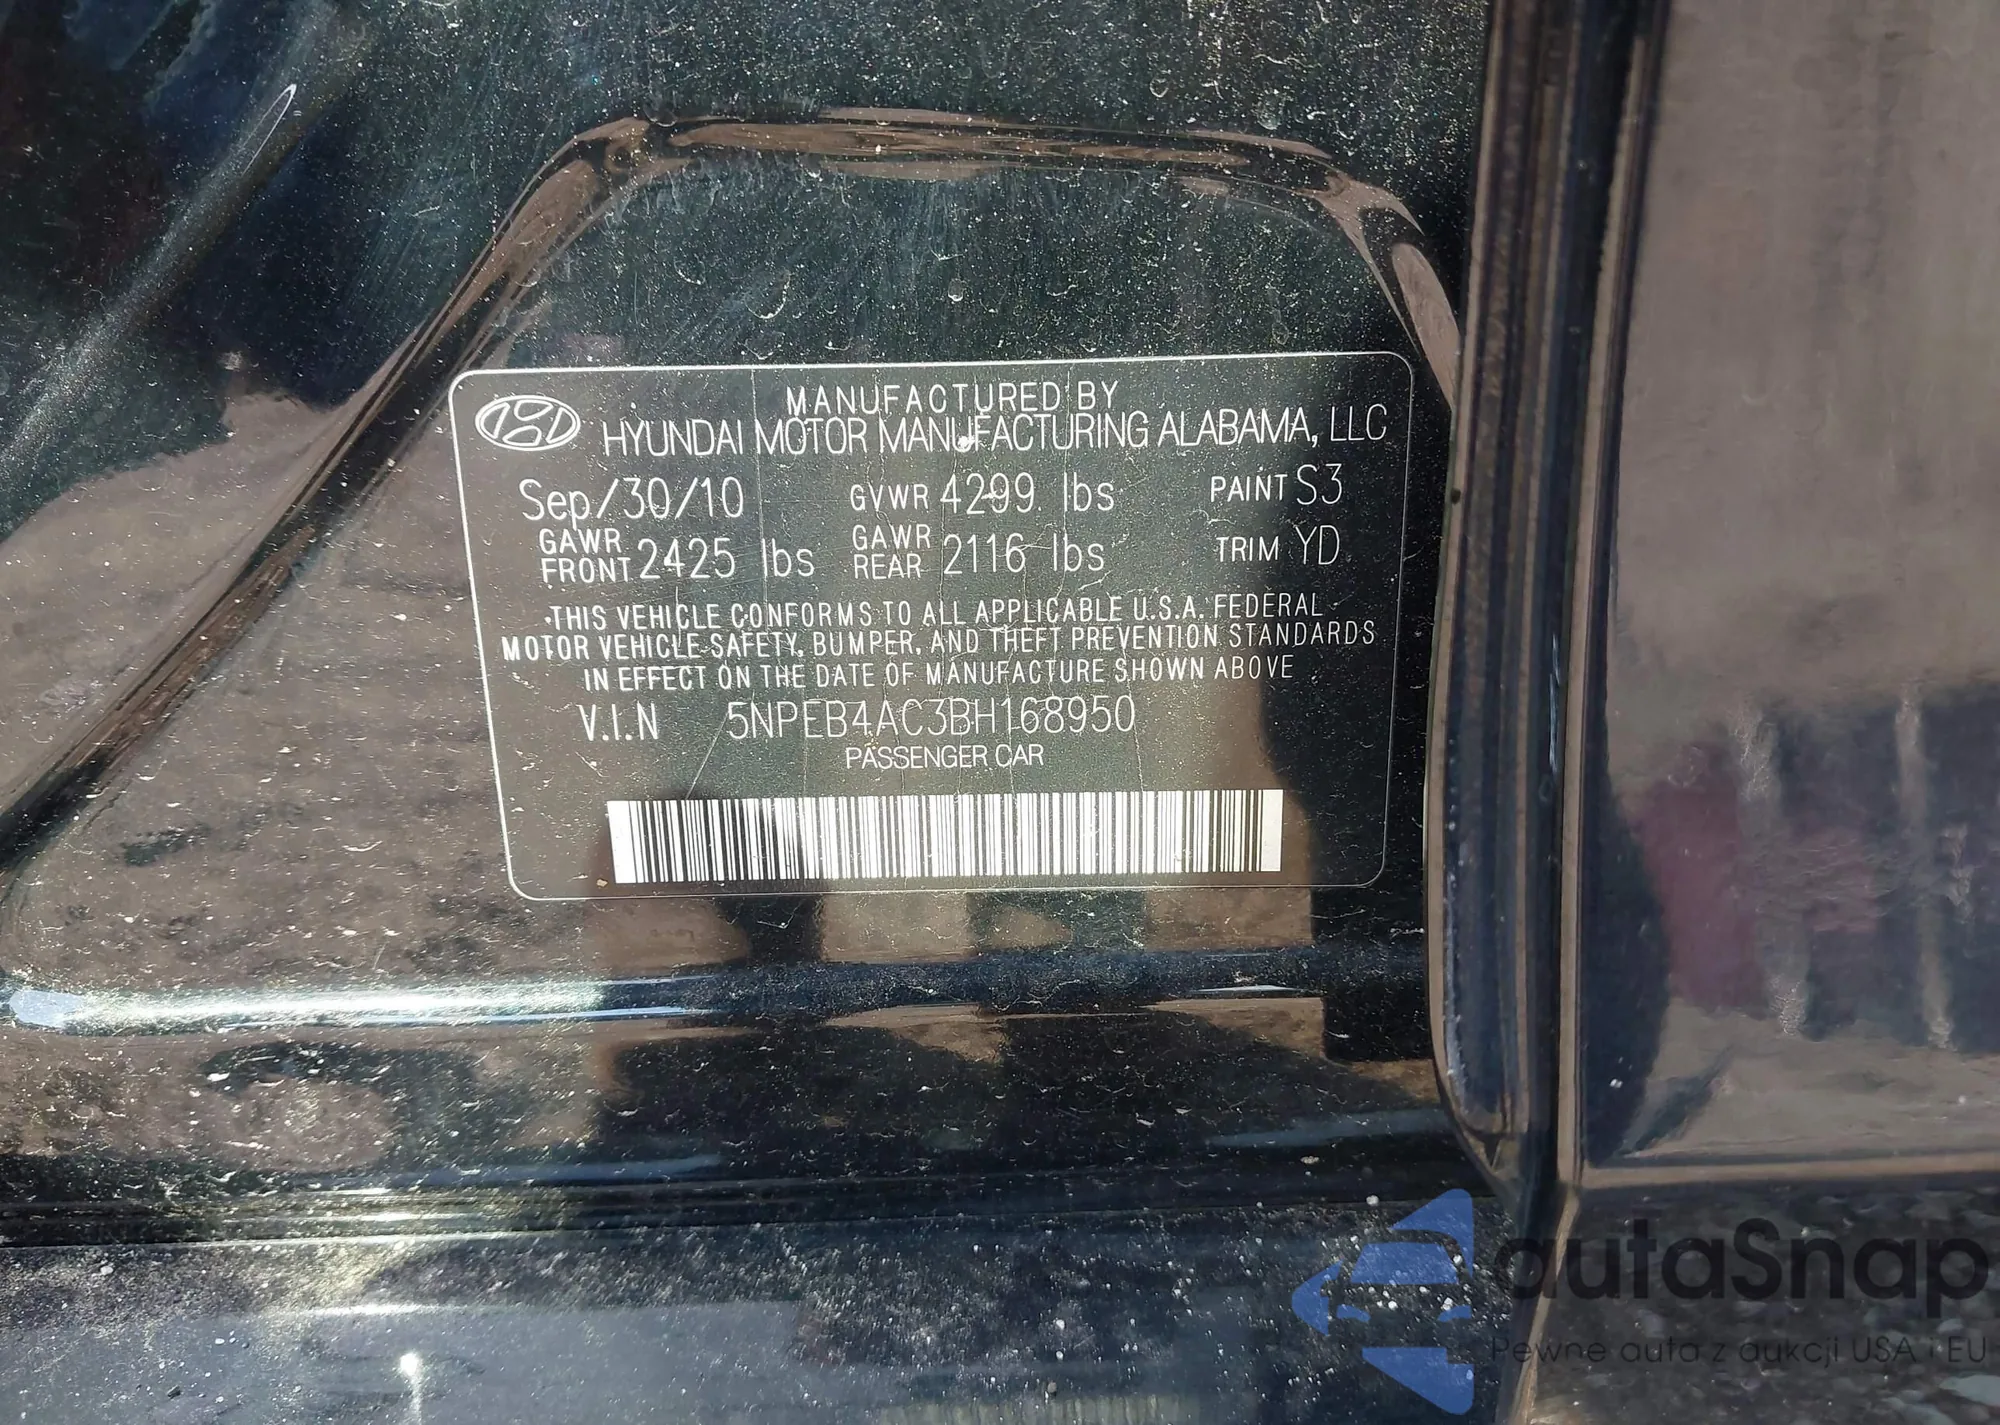 MANUFACTURED BY
HYUNDAI MOTOR MANUFACTURING ALABAMA, LLC
Sep/30/10 GVWR 4299 lbs PAINT S3
GAWR FRONT 2425 lbs GAWR REAR 2116 lbs TRIM YD
THIS VEHICLE CONFORMS TO ALL APPLICABLE U.S.A. FEDERAL
MOTOR VEHICLE SAFETY, BUMPER, AND THEFT PREVENTION STANDARDS
IN EFFECT ON THE DATE OF MANUFACTURE SHOWN ABOVE
V.I.N 5NPEB4AC3BH168950
PASSENGER CAR
autaSnap
Pewne auta z aukcji USA i EU